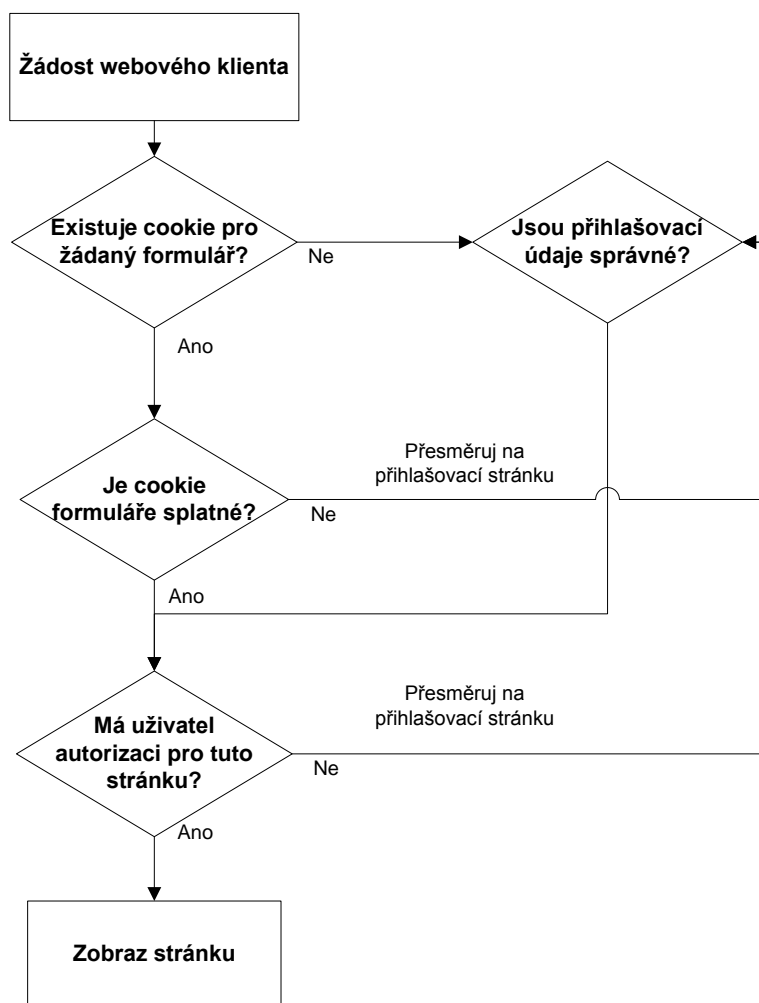 Žádost webového klienta
Existuje cookie pro
žádaný formulář?
Ne
Jsou přihlašovací
údaje správné?
Ano
Přesměruj na
přihlašovací stránku
Je cookie
formuláře splatné?
Ne
Ano
Přesměruj na
přihlašovací stránku
Má uživatel
autorizaci pro tuto
stránku?
Ne
Ano
Zobraz stránku